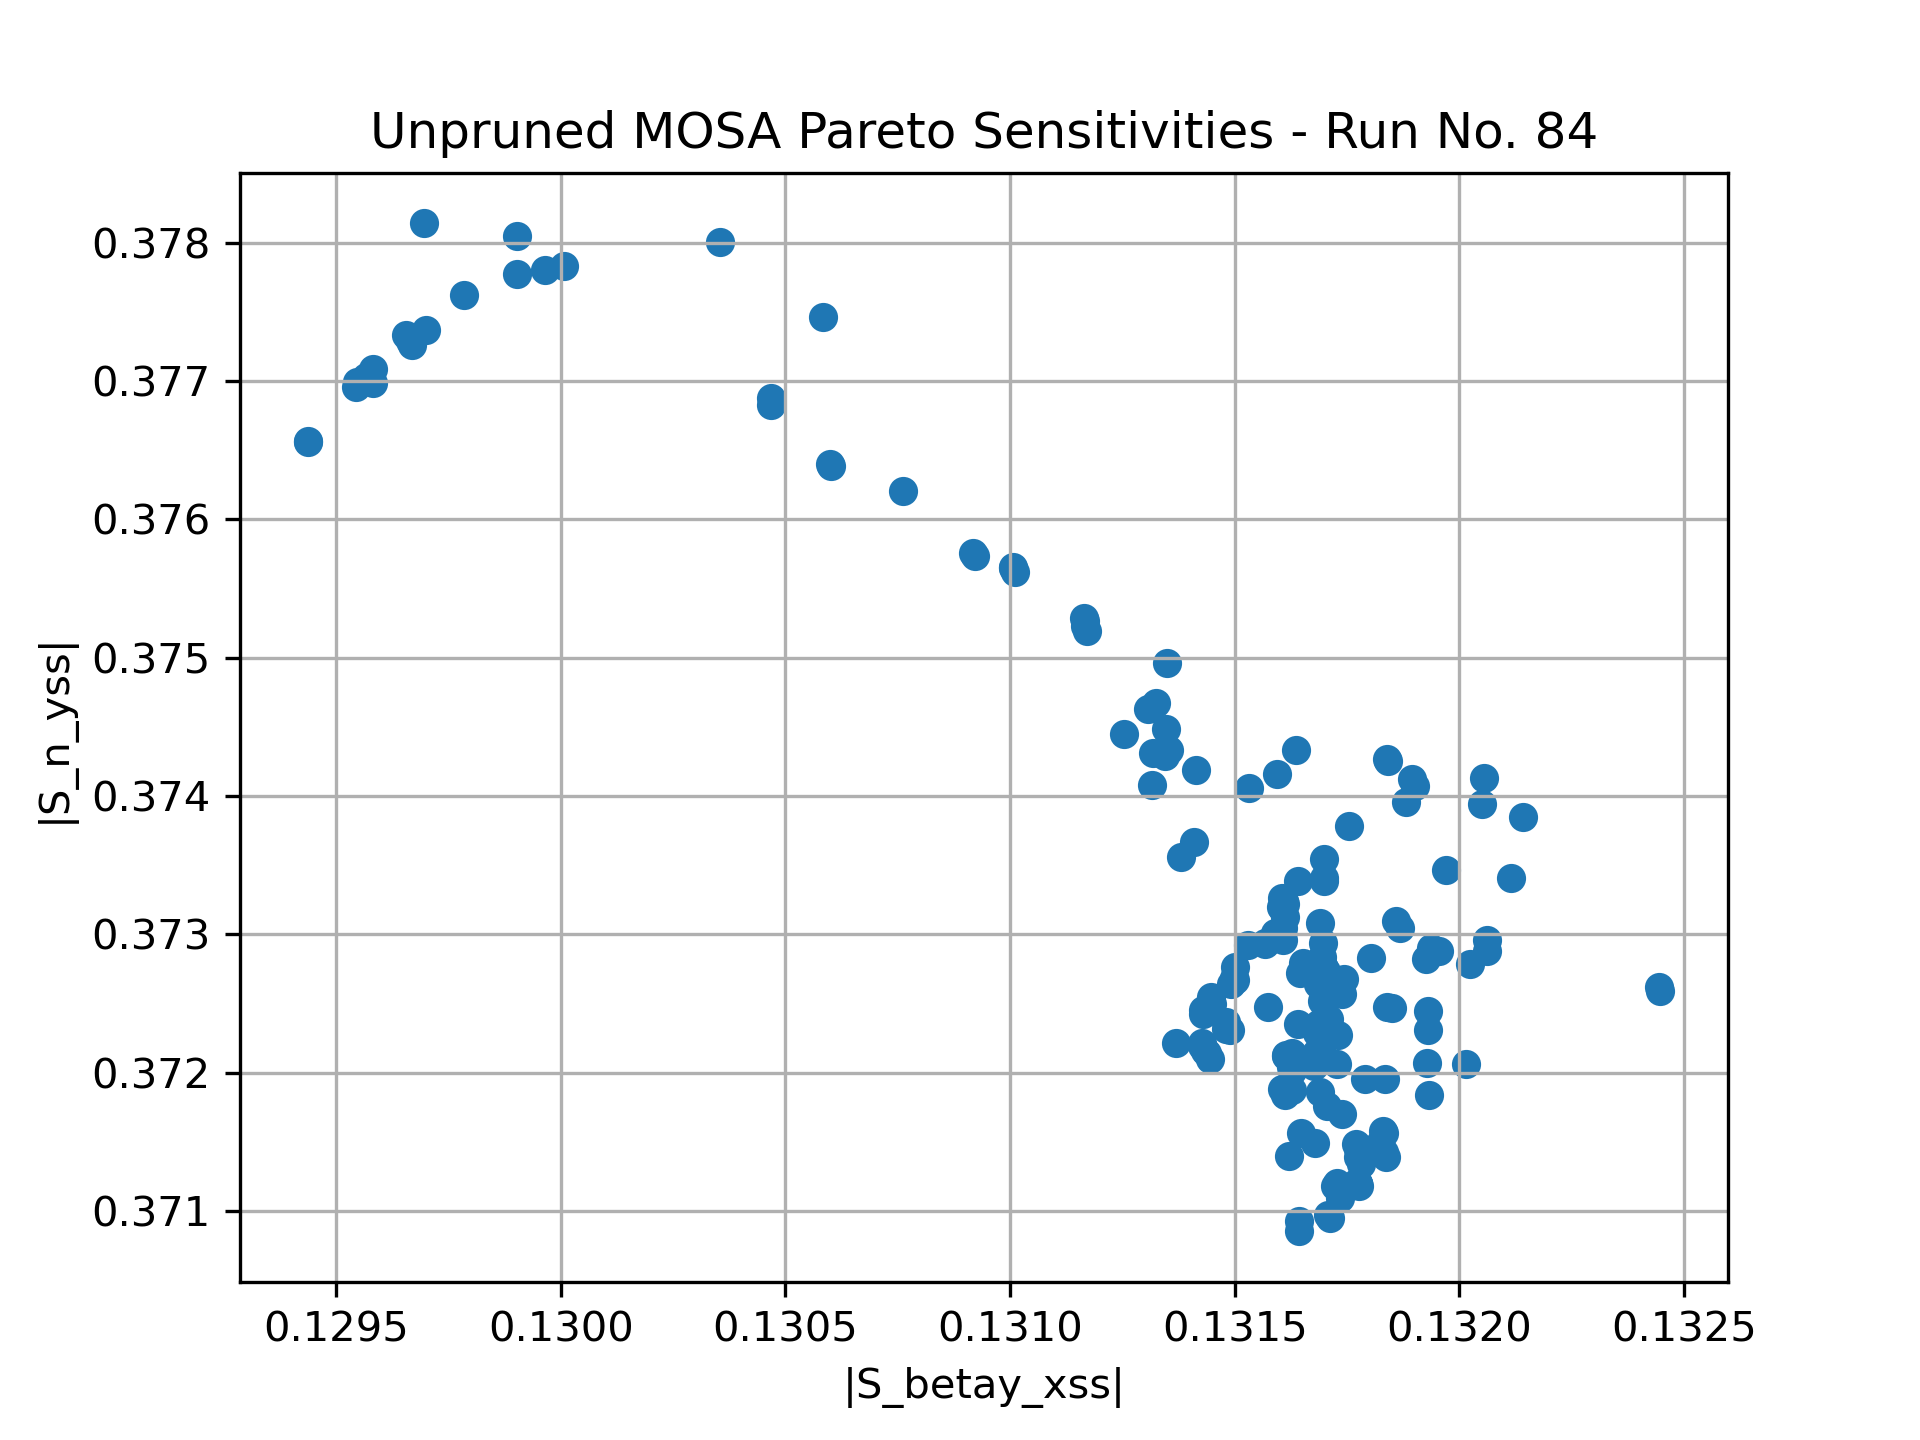 Unpruned MOSA Pareto Sensitivities - Run No. 84
|S_n_yss|
0.378
0.377
0.376
0.375
0.374
0.373
0.372
0.371
0.1295 0.1300 0.1305 0.1310 0.1315 0.1320 0.1325
|S_betay_xss|